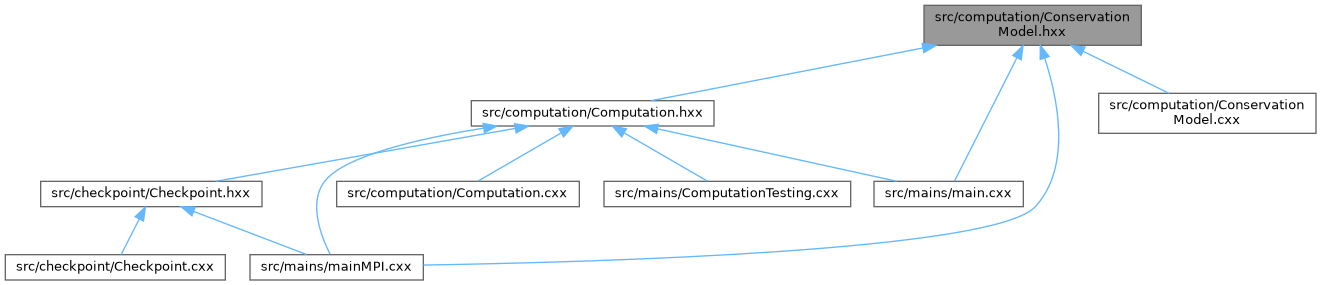 src/computation/Conservation
Model.hxx
src/computation/Computation.hxx
src/computation/Conservation
Model.cxx
src/checkpoint/Checkpoint.hxx
src/computation/Computation.cxx
src/mains/ComputationTesting.cxx
src/mains/main.cxx
src/checkpoint/Checkpoint.cxx
src/mains/mainMPI.cxx